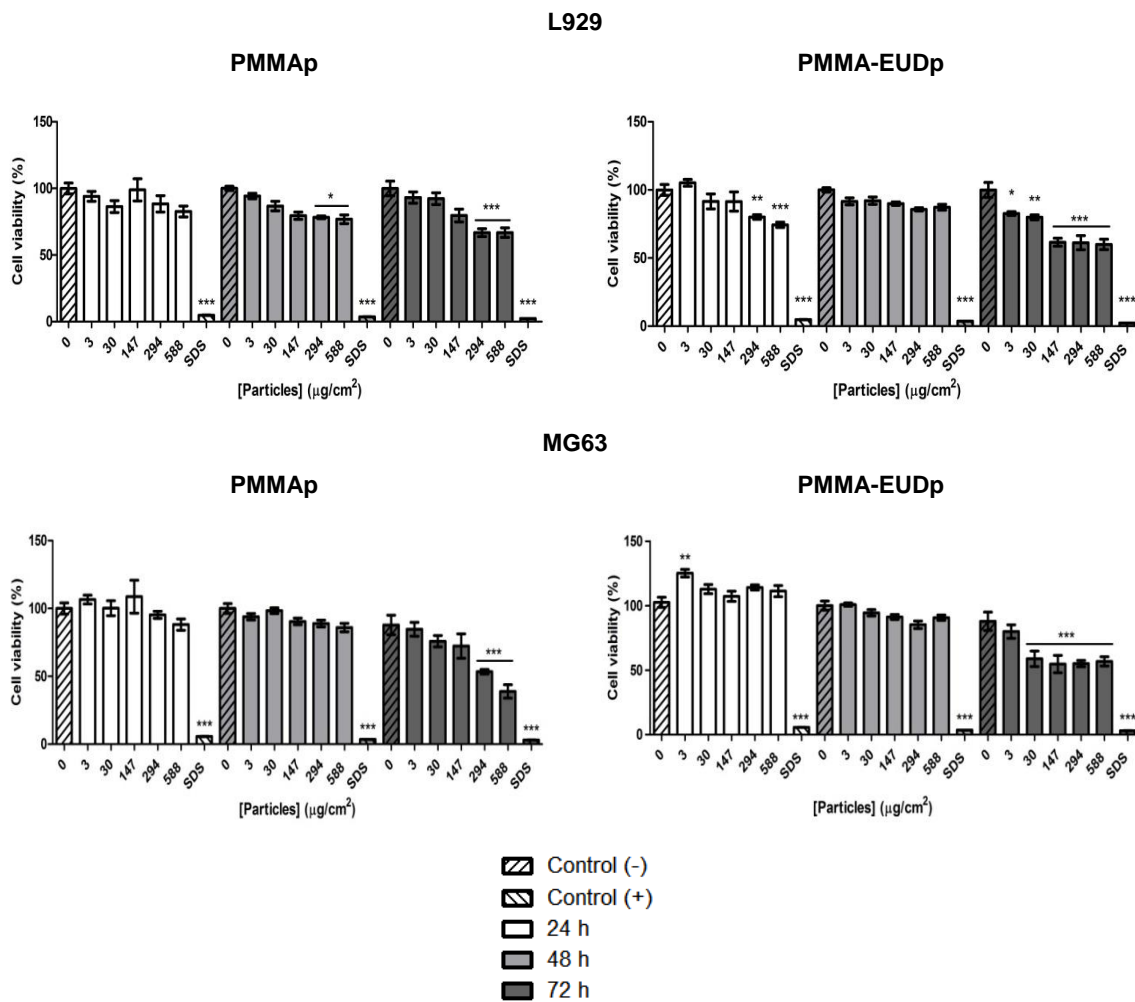 L929
PMMAp
PMMA-EUDp
Cell viability (%)
150
100
50
0
*
***
***
***
***
0 3 30 147 294 588 SDS 0 3 30 147 294 588 SDS 0 3 30 147 294 588 SDS
[Particles] (μg/cm²)
Cell viability (%)
150
100
50
0
** *** * ** ***
***
***
***
0 3 30 147 294 588 SDS 0 3 30 147 294 588 SDS 0 3 30 147 294 588 SDS
[Particles] (μg/cm²)
MG63
PMMAp
PMMA-EUDp
Cell viability (%)
150
100
50
0
***
***
***
***
0 3 30 147 294 588 SDS 0 3 30 147 294 588 SDS 0 3 30 147 294 588 SDS
[Particles] (μg/cm²)
Cell viability (%)
150
100
50
0
**
***
***
***
***
0 3 30 147 294 588 SDS 0 3 30 147 294 588 SDS 0 3 30 147 294 588 SDS
[Particles] (μg/cm²)
Control (-)
Control (+)
24 h
48 h
72 h